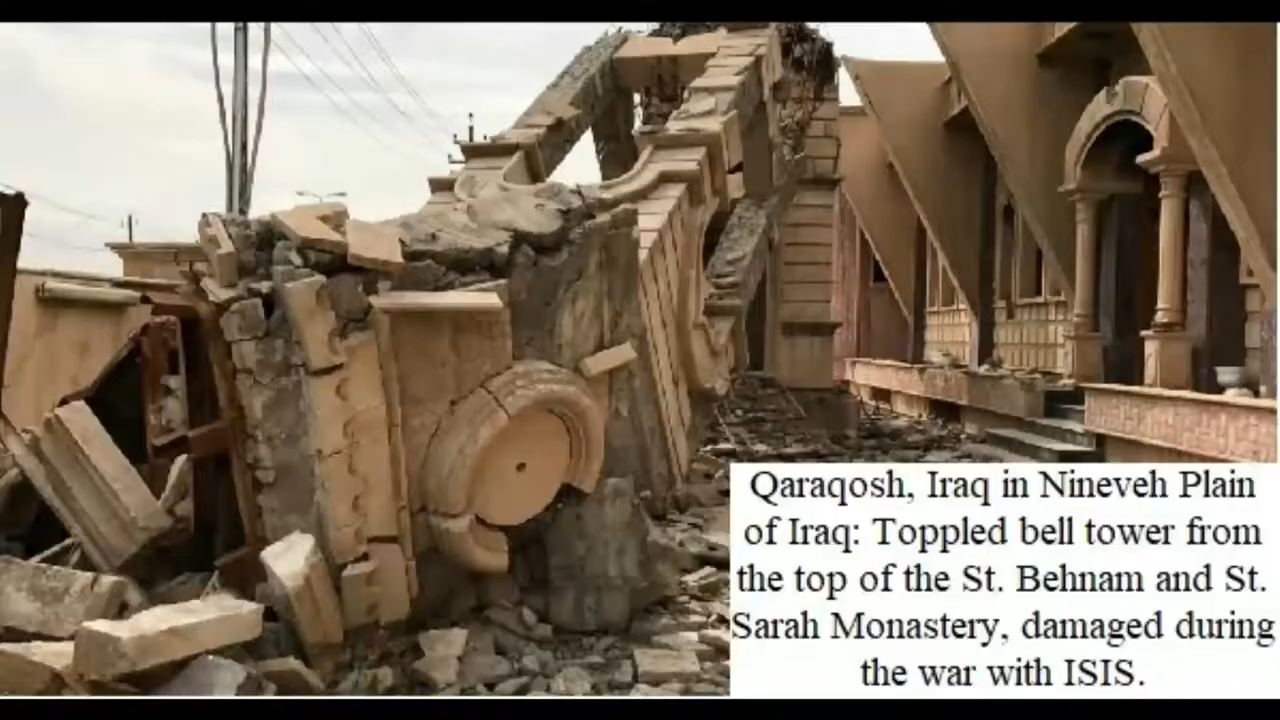 Qaraqosh, Iraq in Nineveh Plain
of Iraq: Toppled bell tower from
the top of the St. Behnam and St.
Sarah Monastery, damaged during
the war with ISIS.